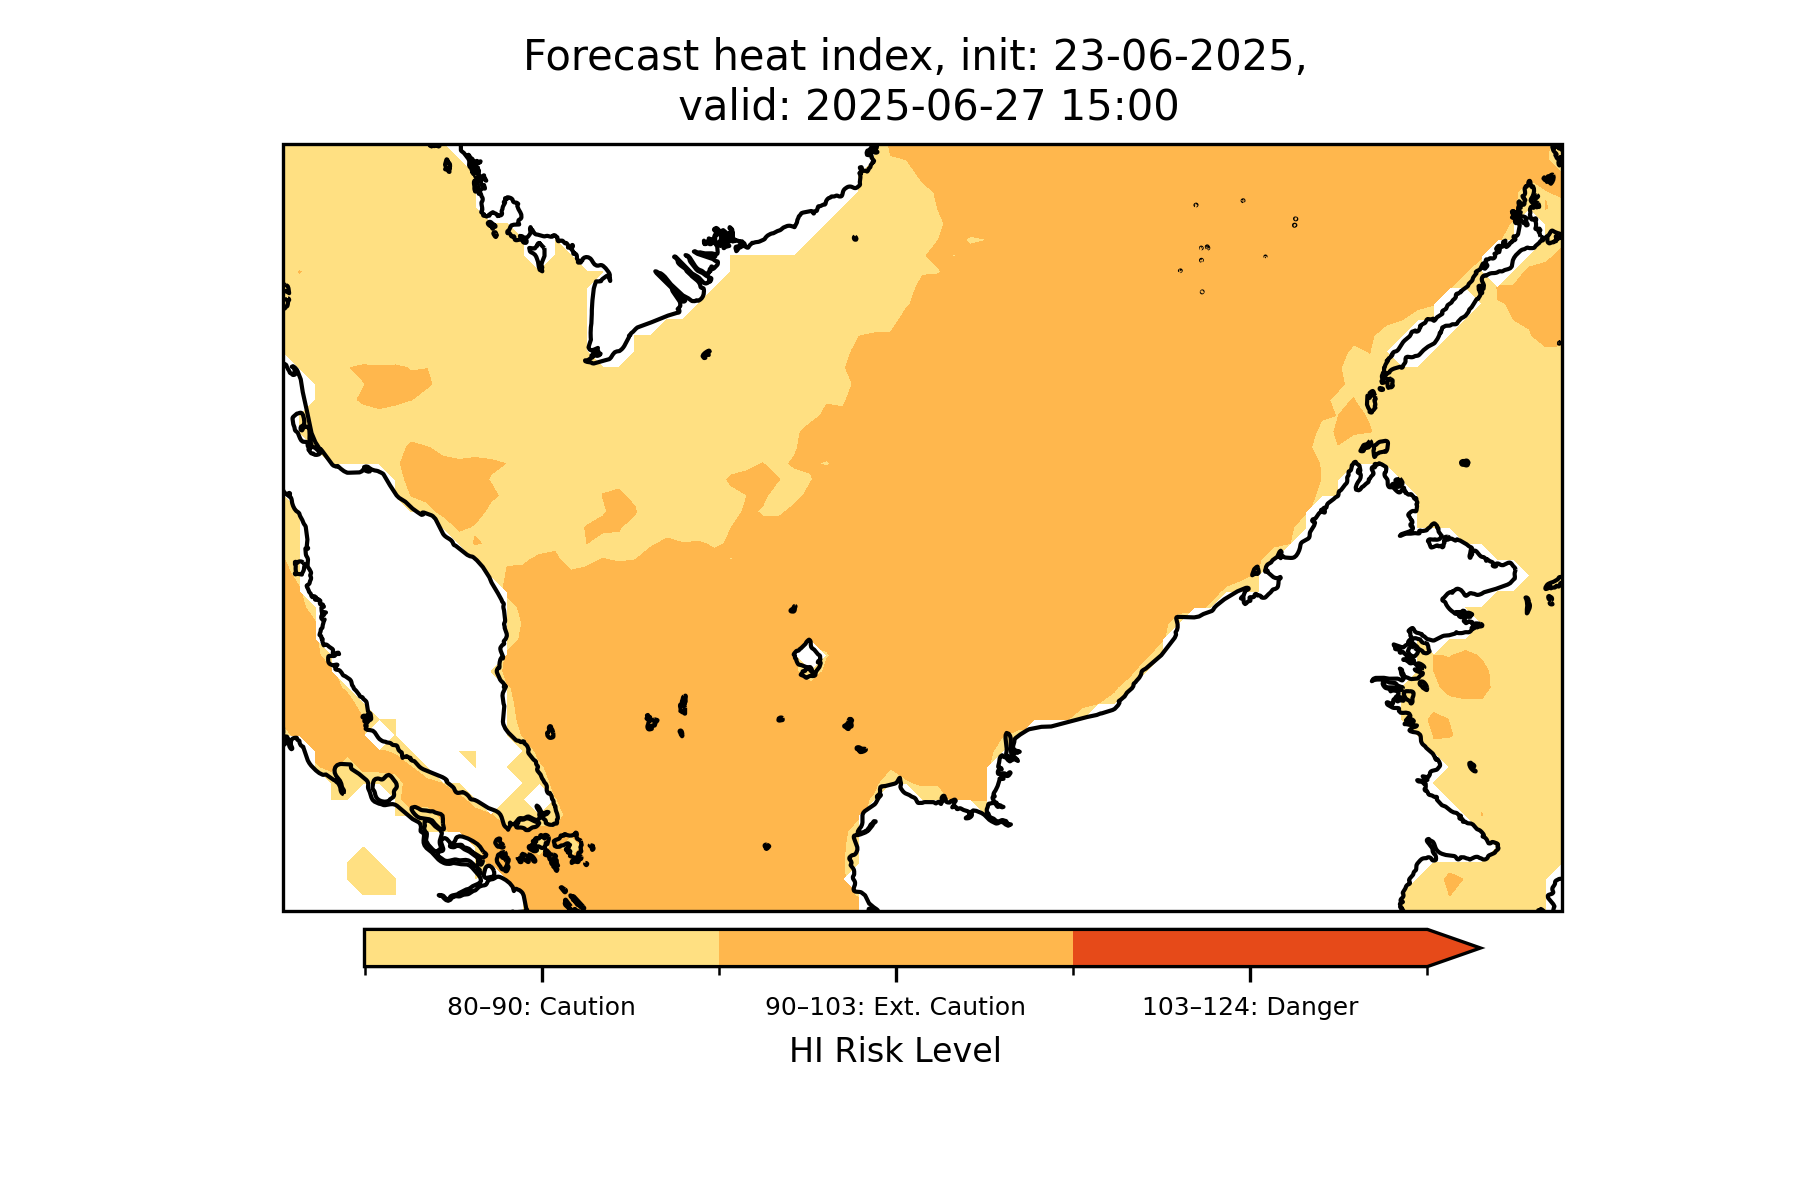 Forecast heat index, init: 23-06-2025,
valid: 2025-06-27 15:00
80–90: Caution
90–103: Ext. Caution
103–124: Danger
HI Risk Level